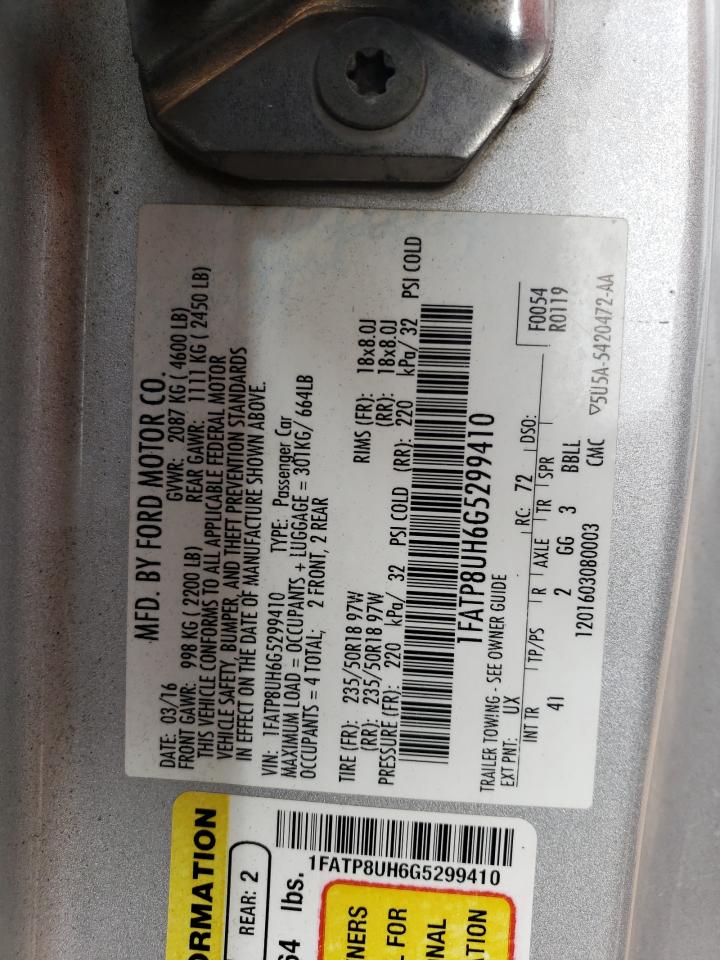 MFD. BY FORD MOTOR CO.
DATE: 03/16 GVWR: 2087 KG ( 4600 LB)
FRONT GAWR: 998 KG ( 2200 LB) REAR GAWR: 1111 KG ( 2450 LB)
THIS VEHICLE CONFORMS TO ALL APPLICABLE FEDERAL MOTOR
VEHICLE SAFETY, BUMPER, AND THEFT PREVENTION STANDARDS
IN EFFECT ON THE DATE OF MANUFACTURE SHOWN ABOVE.
VIN: 1FATP8UH6G5299410 TYPE: Passenger Car
MAXIMUM LOAD = OCCUPANTS + LUGGAGE = 301KG/ 664LB
OCCUPANTS = 4 TOTAL; 2 FRONT, 2 REAR
TIRE (FR): 235/50R18 97W RIMS (FR): 18x8.0J
(RR): 235/50R18 97W (RR): 18x8.0J
PRESSURE (FR): 220 kPa/ 32 PSI COLD (RR): 220 kPa/ 32 PSI COLD
1FATP8UH6G5299410
TRAILER TOWING - SEE OWNER GUIDE
EXT PNT: UX RC: 72 DSO: F0054
R0119
INT TR TP/PS R AXLE TR SPR
41 2 GG 3 BBLL
1201603080003 CMC ▽5U5A-5420472-AA
ORMATION
REAR: 2
64 lbs.
1FATP8UH6G5299410
NERS
L FOR
NAL
TION